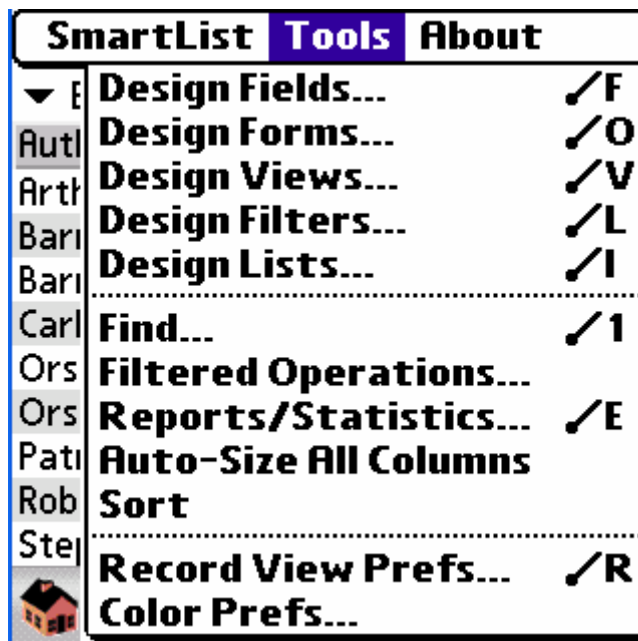 SmartList Tools About
Design Fields... /F
Design Forms... /O
Design Views... /V
Design Filters... /L
Design Lists... /I
Find... /1
Filtered Operations...
Reports/Statistics... /E
Auto-Size All Columns
Sort
Record View Prefs... /R
Color Prefs...